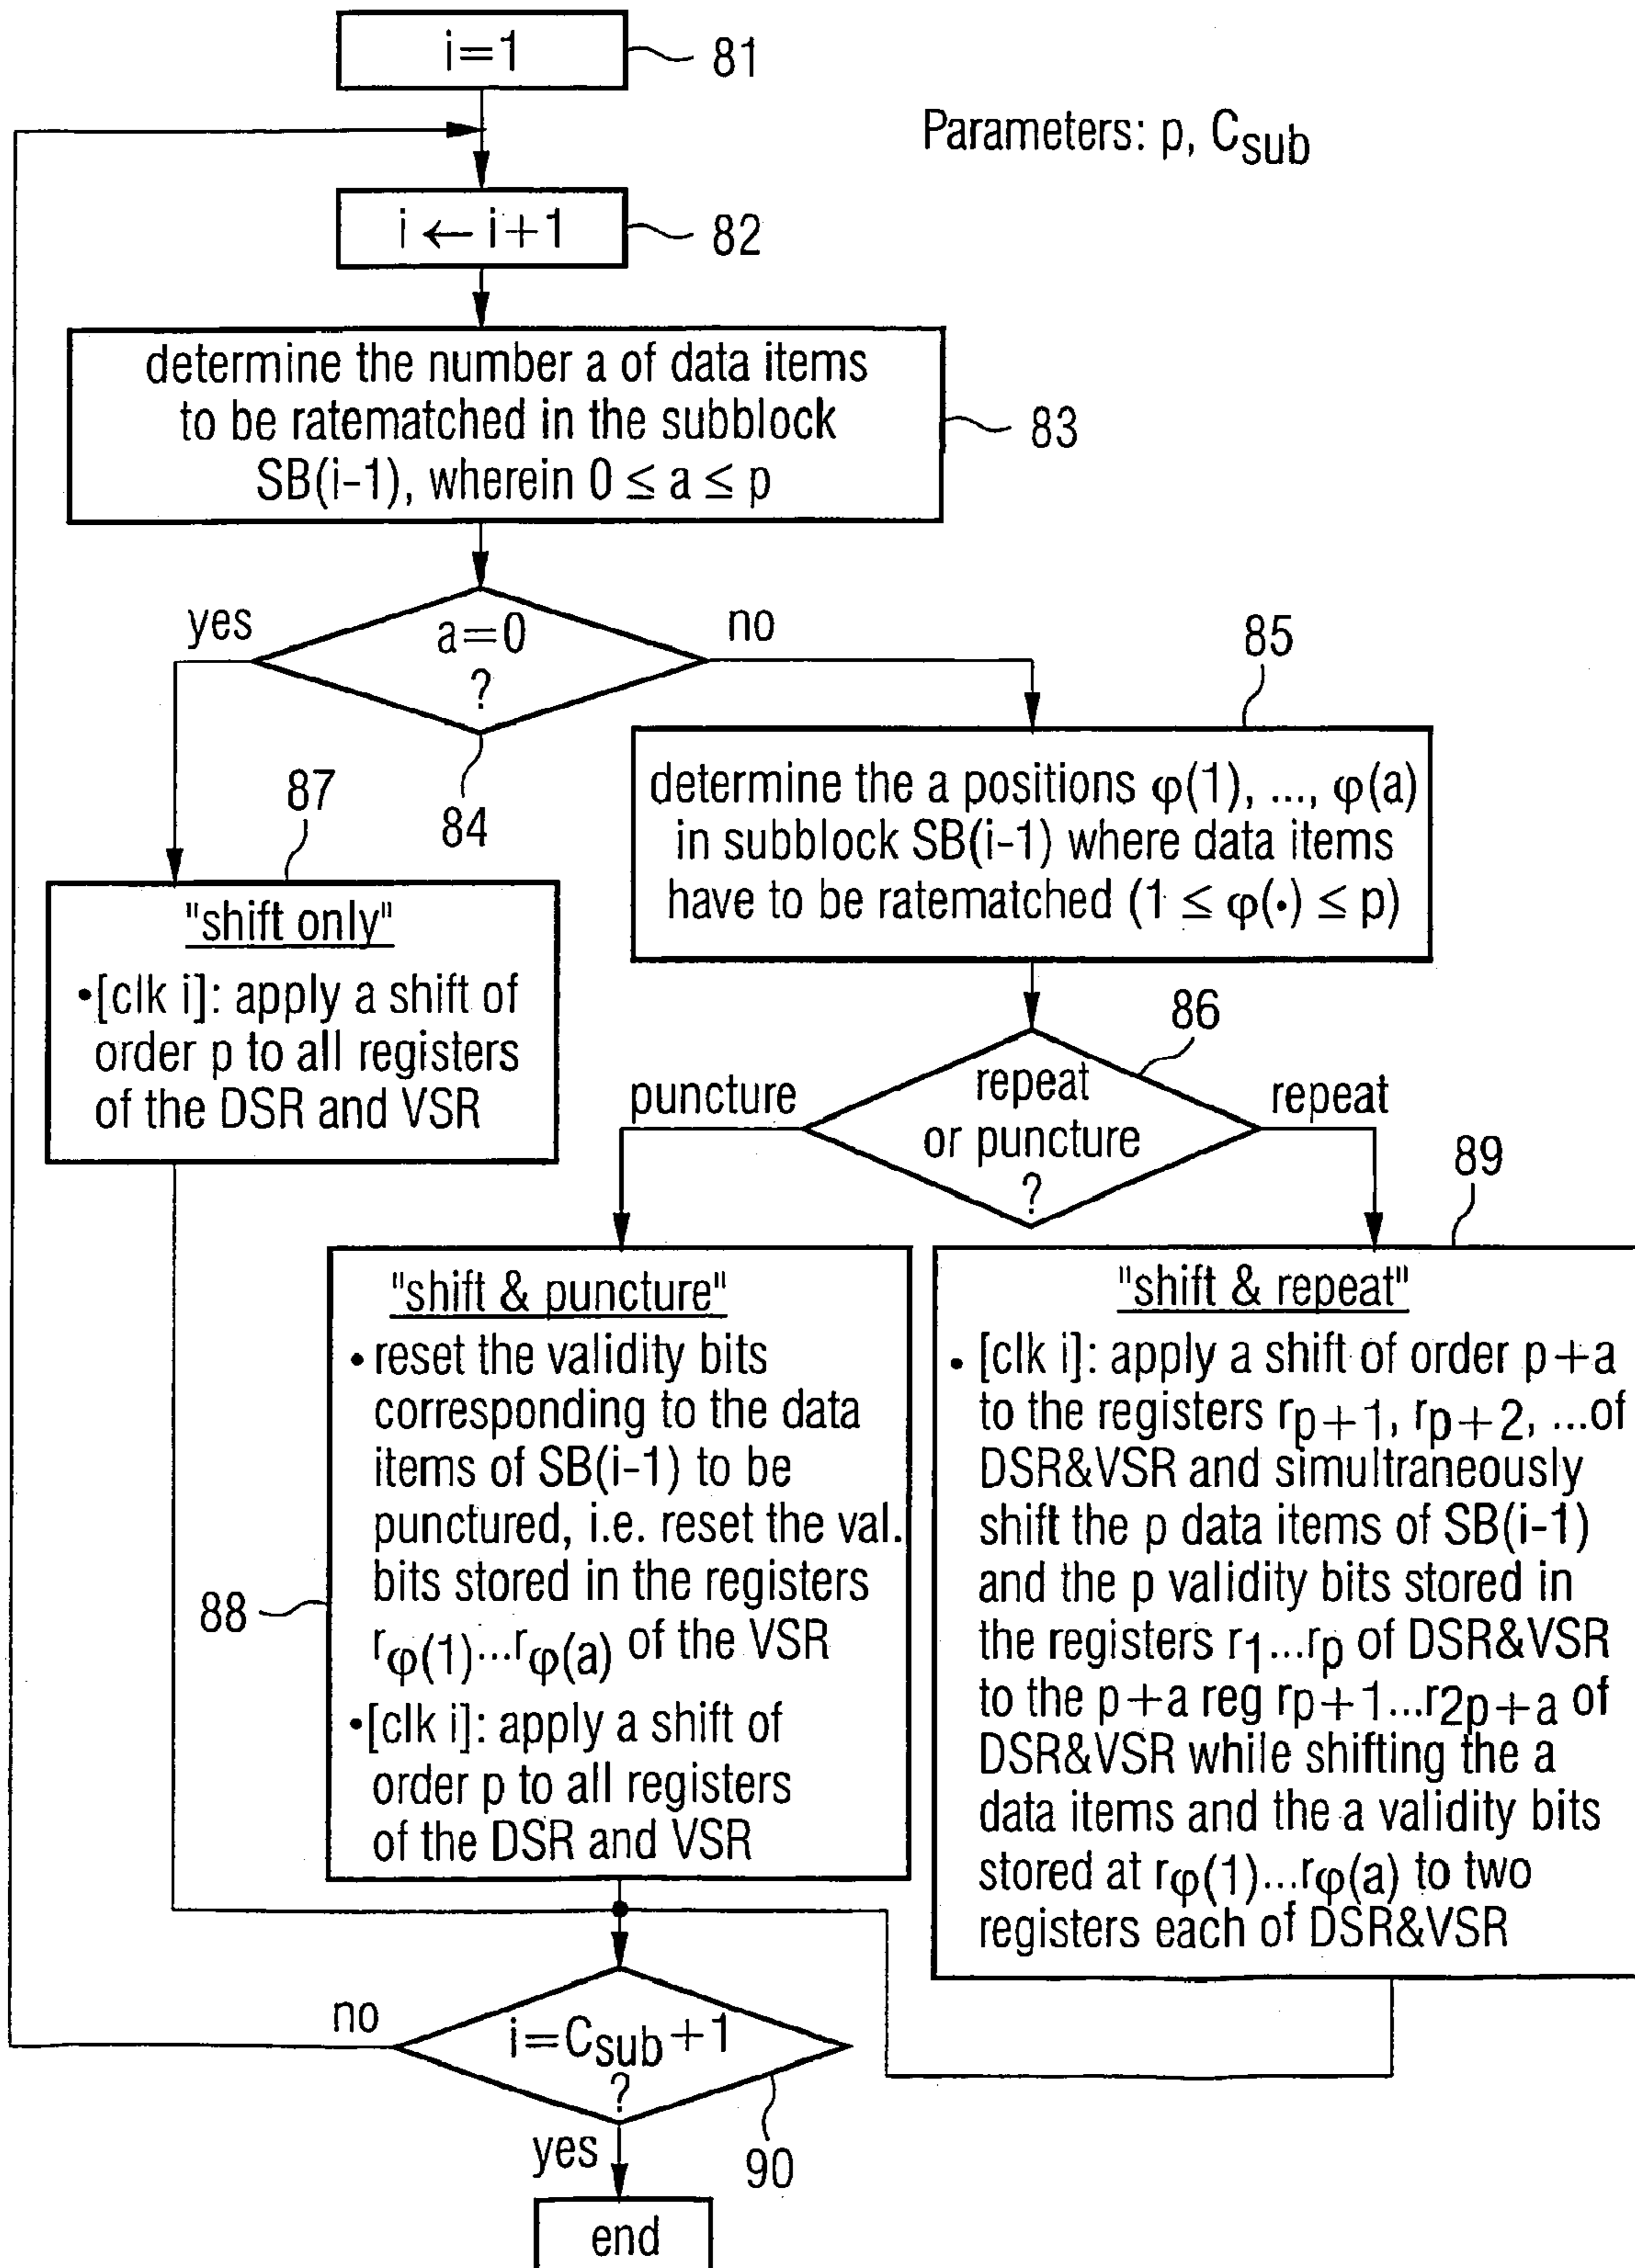 i=1
81
Parameters: p, Csub
i ← i+1
82
determine the number a of data items
to be ratematched in the subblock
SB(i-1), wherein 0 ≤ a ≤ p
83
yes
a=0
?
no
84
85
determine the a positions φ(1), ..., φ(a)
in subblock SB(i-1) where data items
have to be ratematched (1 ≤ φ(•) ≤ p)
87
"shift only"
•[clk i]: apply a shift of
order p to all registers
of the DSR and VSR
86
puncture
repeat
or puncture
?
repeat
88
"shift & puncture"
• reset the validity bits
corresponding to the data
items of SB(i-1) to be
punctured, i.e. reset the val.
bits stored in the registers
rφ(1)...rφ(a) of the VSR
•[clk i]: apply a shift of
order p to all registers
of the DSR and VSR
89
"shift & repeat"
• [clk i]: apply a shift of order p+a
to the registers rp+1, rp+2, ...of
DSR&VSR and simultraneously
shift the p data items of SB(i-1)
and the p validity bits stored in
the registers r1...rp of DSR&VSR
to the p+a reg rp+1...r2p+a of
DSR&VSR while shifting the a
data items and the a validity bits
stored at rφ(1)...rφ(a) to two
registers each of DSR&VSR
no
i=Csub+1
?
90
yes
end